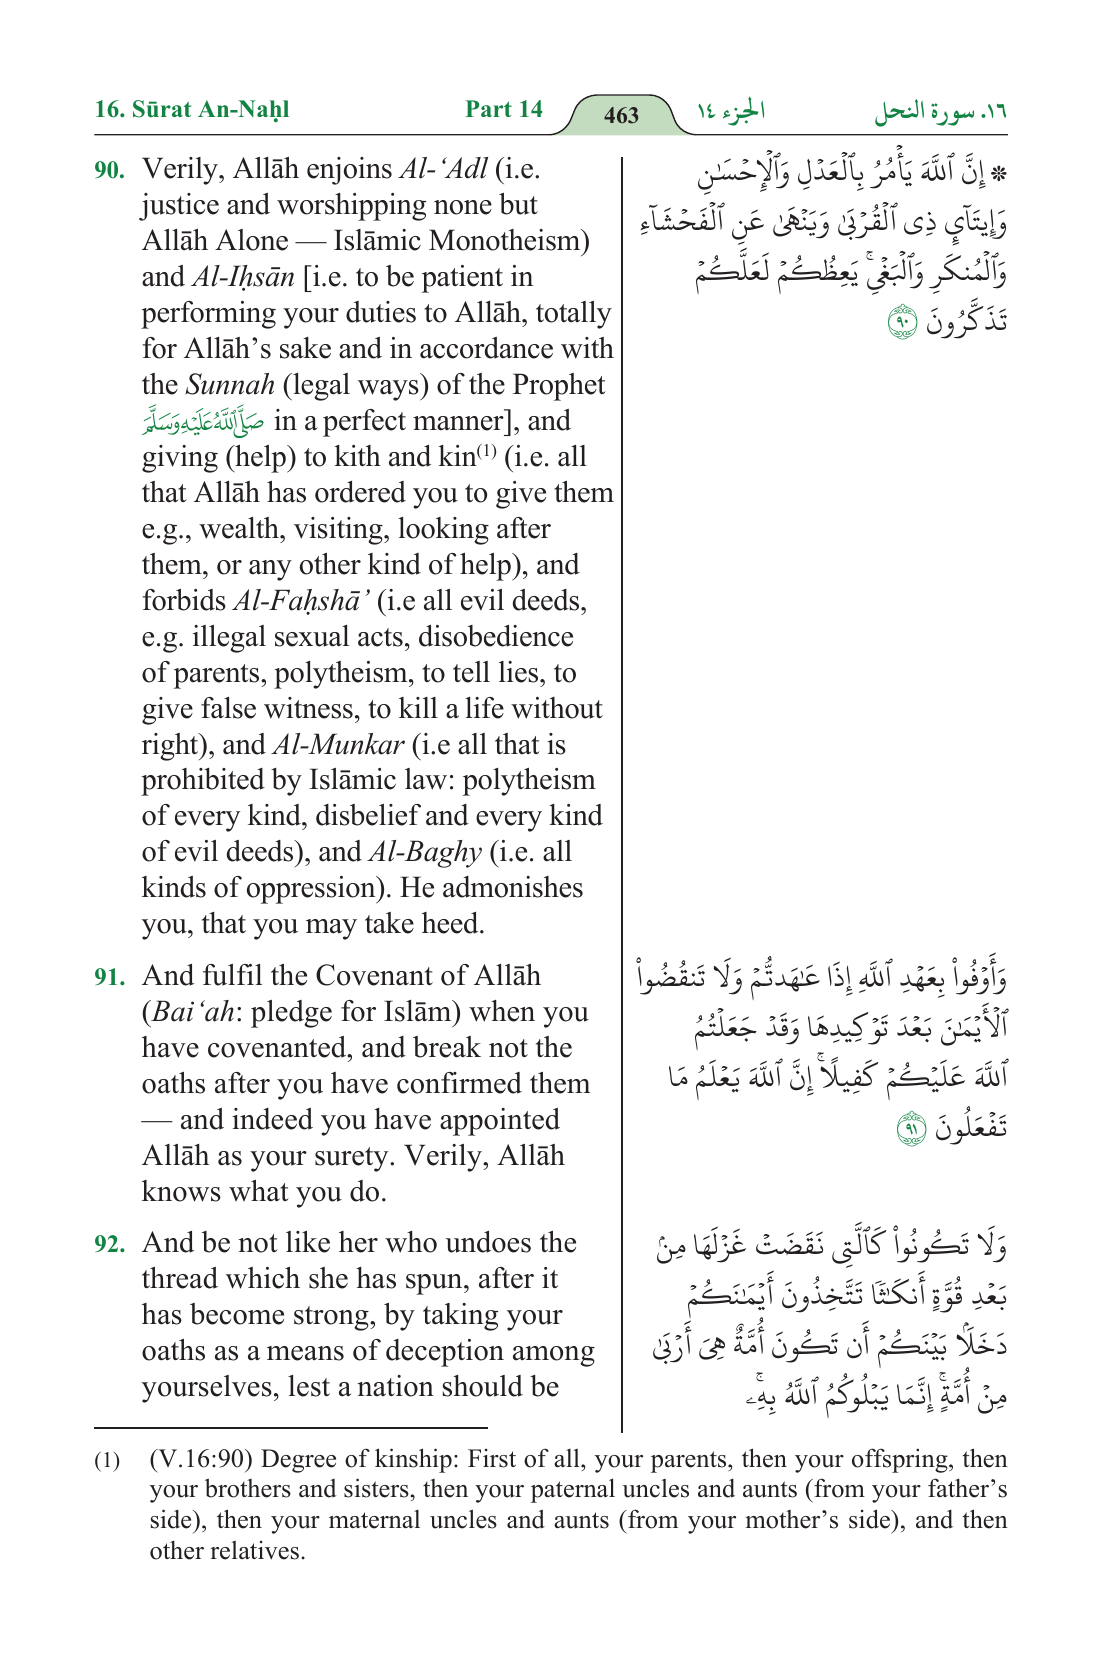 16. Sūrat An-Naḥl
Part 14
463
الجزء ١٤
١٦. سورة النحل
90. Verily, Allāh enjoins Al-‘Adl (i.e.
justice and worshipping none but
Allāh Alone — Islāmic Monotheism)
and Al-Iḥsān [i.e. to be patient in
performing your duties to Allāh, totally
for Allāh’s sake and in accordance with
the Sunnah (legal ways) of the Prophet
صَلَّى ٱللَّهُ عَلَيْهِ وَسَلَّمَ in a perfect manner], and
giving (help) to kith and kin(1) (i.e. all
that Allāh has ordered you to give them
e.g., wealth, visiting, looking after
them, or any other kind of help), and
forbids Al-Faḥshā’ (i.e all evil deeds,
e.g. illegal sexual acts, disobedience
of parents, polytheism, to tell lies, to
give false witness, to kill a life without
right), and Al-Munkar (i.e all that is
prohibited by Islāmic law: polytheism
of every kind, disbelief and every kind
of evil deeds), and Al-Baghy (i.e. all
kinds of oppression). He admonishes
you, that you may take heed.
۞ إِنَّ ٱللَّهَ يَأْمُرُ بِٱلْعَدْلِ وَٱلْإِحْسَـٰنِ
وَإِيتَآئِ ذِى ٱلْقُرْبَىٰ وَيَنْهَىٰ عَنِ ٱلْفَحْشَآءِ
وَٱلْمُنكَرِ وَٱلْبَغْىِ ۚ يَعِظُكُمْ لَعَلَّكُمْ
تَذَكَّرُونَ ٩٠
91. And fulfil the Covenant of Allāh
(Bai‘ah: pledge for Islām) when you
have covenanted, and break not the
oaths after you have confirmed them
— and indeed you have appointed
Allāh as your surety. Verily, Allāh
knows what you do.
وَأَوْفُوا۟ بِعَهْدِ ٱللَّهِ إِذَا عَـٰهَدتُّمْ وَلَا تَنقُضُوا۟
ٱلْأَيْمَـٰنَ بَعْدَ تَوْكِيدِهَا وَقَدْ جَعَلْتُمُ
ٱللَّهَ عَلَيْكُمْ كَفِيلًا ۚ إِنَّ ٱللَّهَ يَعْلَمُ مَا
تَفْعَلُونَ ٩١
92. And be not like her who undoes the
thread which she has spun, after it
has become strong, by taking your
oaths as a means of deception among
yourselves, lest a nation should be
وَلَا تَكُونُوا۟ كَٱلَّتِى نَقَضَتْ غَزْلَهَا مِنۢ
بَعْدِ قُوَّةٍ أَنكَـٰثًا تَتَّخِذُونَ أَيْمَـٰنَكُمْ
دَخَلًۢا بَيْنَكُمْ أَن تَكُونَ أُمَّةٌ هِىَ أَرْبَىٰ
مِنْ أُمَّةٍ ۚ إِنَّمَا يَبْلُوكُمُ ٱللَّهُ بِهِۦ ۚ
(1) (V.16:90) Degree of kinship: First of all, your parents, then your offspring, then
your brothers and sisters, then your paternal uncles and aunts (from your father’s
side), then your maternal uncles and aunts (from your mother’s side), and then
other relatives.